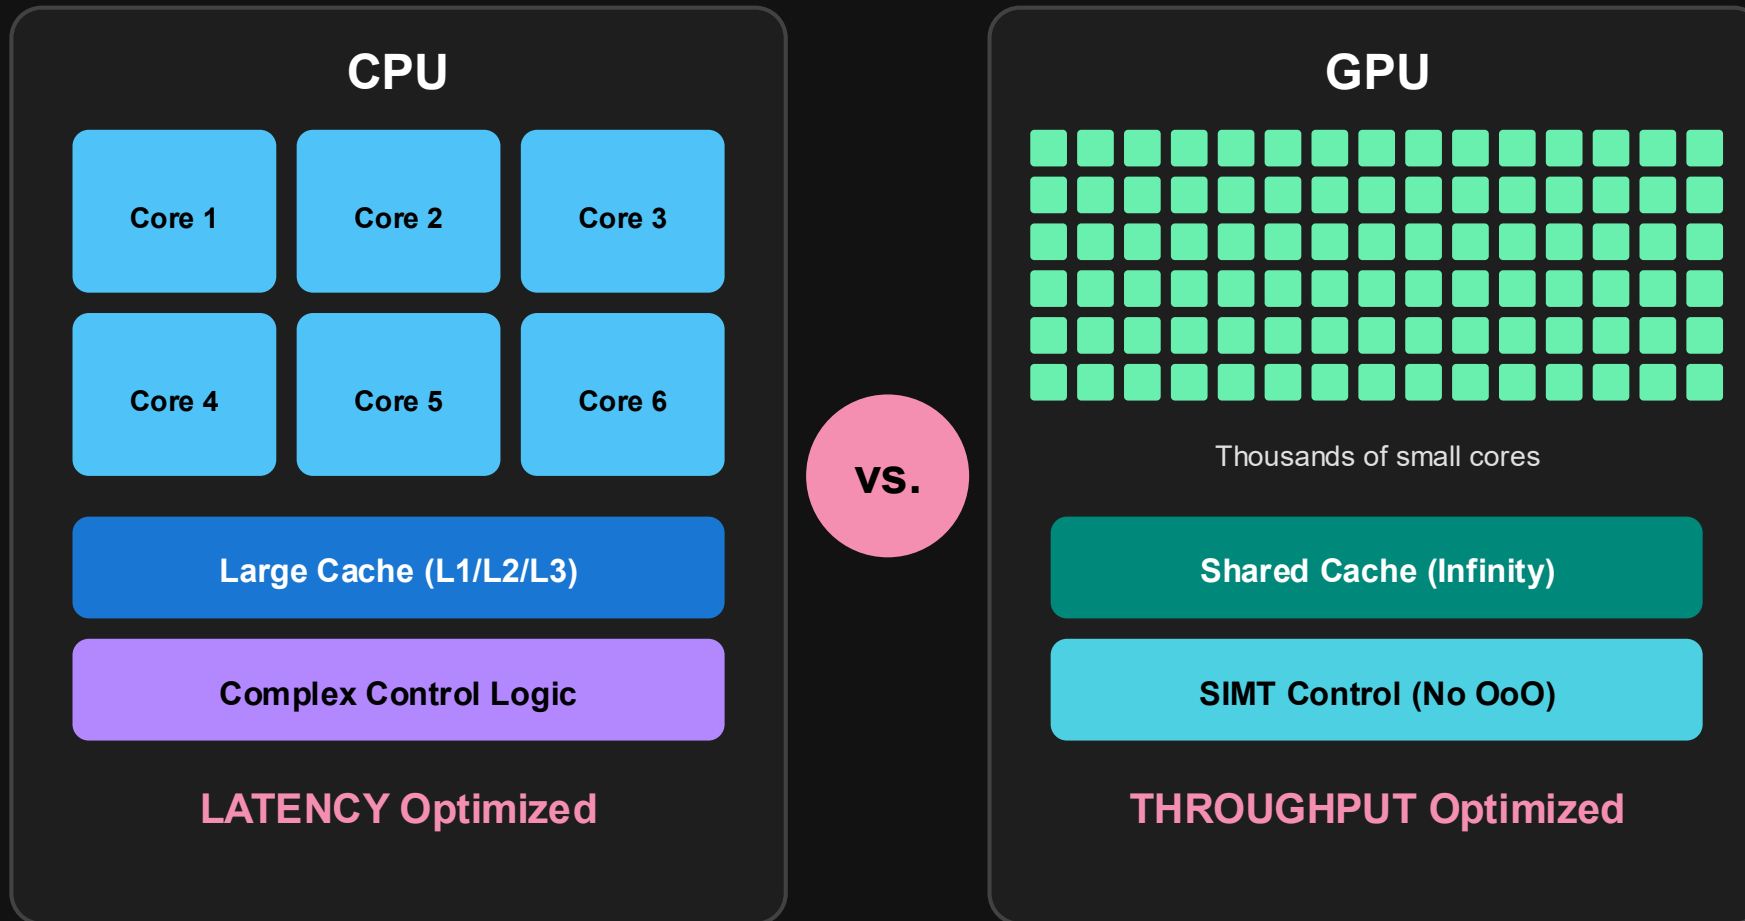 CPU
Core 1
Core 2
Core 3
Core 4
Core 5
Core 6
Large Cache (L1/L2/L3)
Complex Control Logic
LATENCY Optimized
vs.
GPU
Thousands of small cores
Shared Cache (Infinity)
SIMT Control (No OoO)
THROUGHPUT Optimized